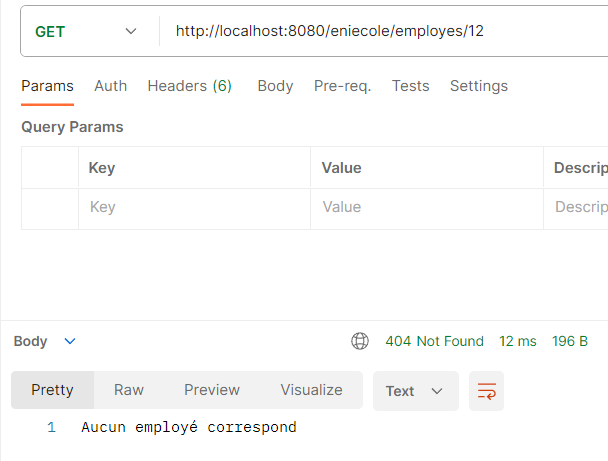 GET http://localhost:8080/eniecole/employes/12
Params Auth Headers (6) Body Pre-req. Tests Settings
Query Params
Key Value Descrip
Key Value Descrip
Body 404 Not Found 12 ms 196 B
Pretty Raw Preview Visualize Text
1 Aucun employé correspond